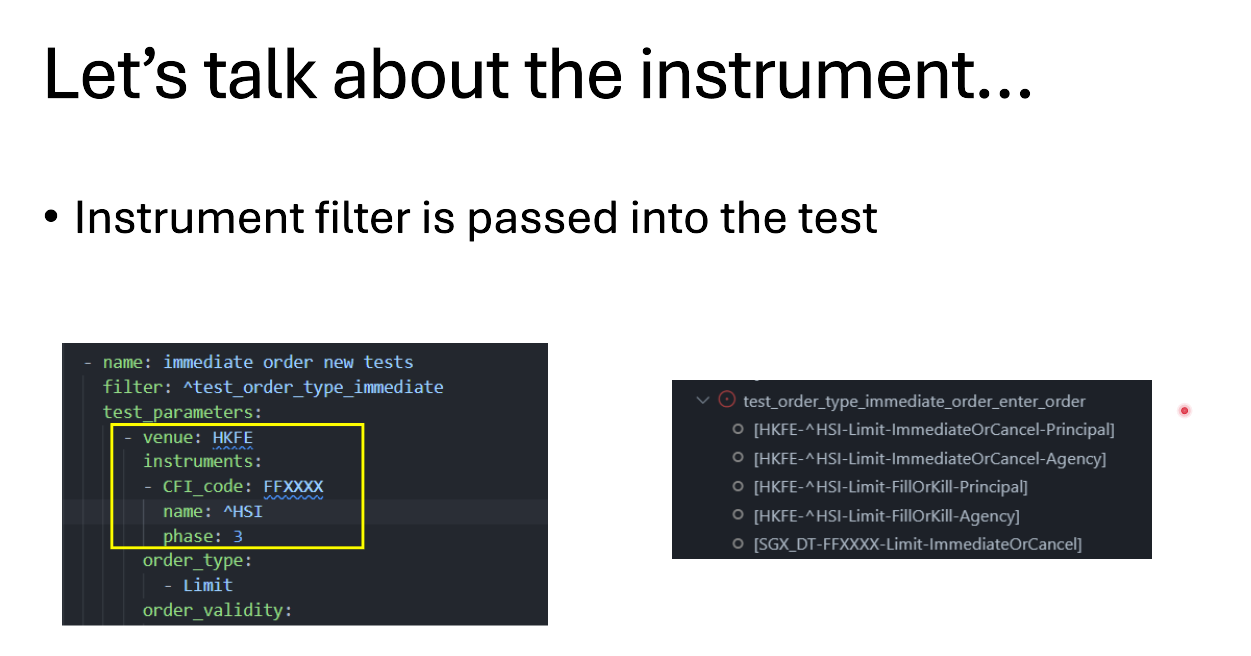 Let's talk about the instrument...
• Instrument filter is passed into the test
- name: immediate order new tests
filter: ^test_order_type_immediate
test_parameters:
- venue: HKFE
instruments:
- CFI_code: FFXXXX
name: ^HSI
phase: 3
order_type:
- Limit
order_validity:
test_order_type_immediate_order_enter_order
[HKFE-^HSI-Limit-ImmediateOrCancel-Principal]
[HKFE-^HSI-Limit-ImmediateOrCancel-Agency]
[HKFE-^HSI-Limit-FillOrKill-Principal]
[HKFE-^HSI-Limit-FillOrKill-Agency]
[SGX_DT-FFXXXX-Limit-ImmediateOrCancel]